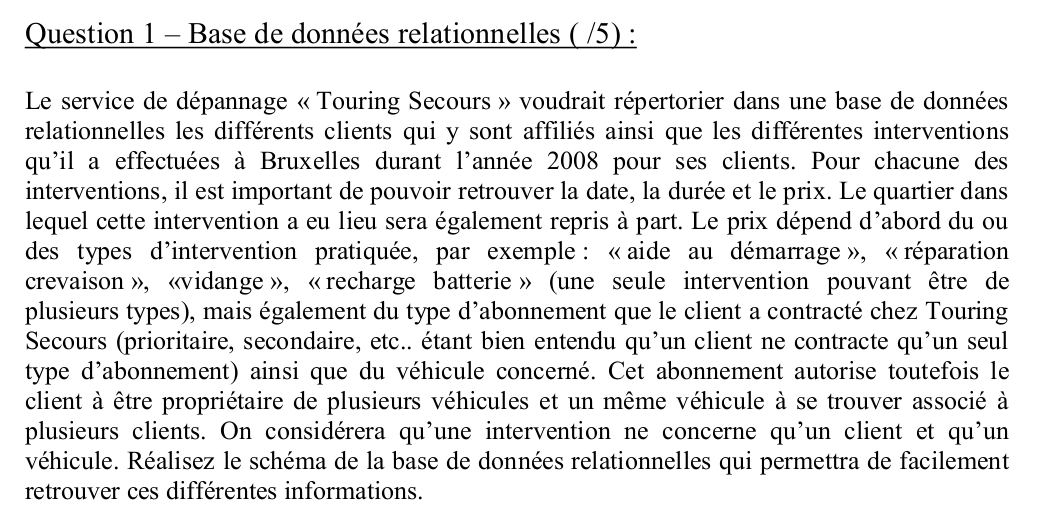 Question 1 – Base de données relationnelles ( /5) :
Le service de dépannage « Touring Secours » voudrait répertorier dans une base de données
relationnelles les différents clients qui y sont affiliés ainsi que les différentes interventions
qu’il a effectuées à Bruxelles durant l’année 2008 pour ses clients. Pour chacune des
interventions, il est important de pouvoir retrouver la date, la durée et le prix. Le quartier dans
lequel cette intervention a eu lieu sera également repris à part. Le prix dépend d’abord du ou
des types d’intervention pratiquée, par exemple : « aide au démarrage », « réparation
crevaison », «vidange », « recharge batterie » (une seule intervention pouvant être de
plusieurs types), mais également du type d’abonnement que le client a contracté chez Touring
Secours (prioritaire, secondaire, etc.. étant bien entendu qu’un client ne contracte qu’un seul
type d’abonnement) ainsi que du véhicule concerné. Cet abonnement autorise toutefois le
client à être propriétaire de plusieurs véhicules et un même véhicule à se trouver associé à
plusieurs clients. On considérera qu’une intervention ne concerne qu’un client et qu’un
véhicule. Réalisez le schéma de la base de données relationnelles qui permettra de facilement
retrouver ces différentes informations.